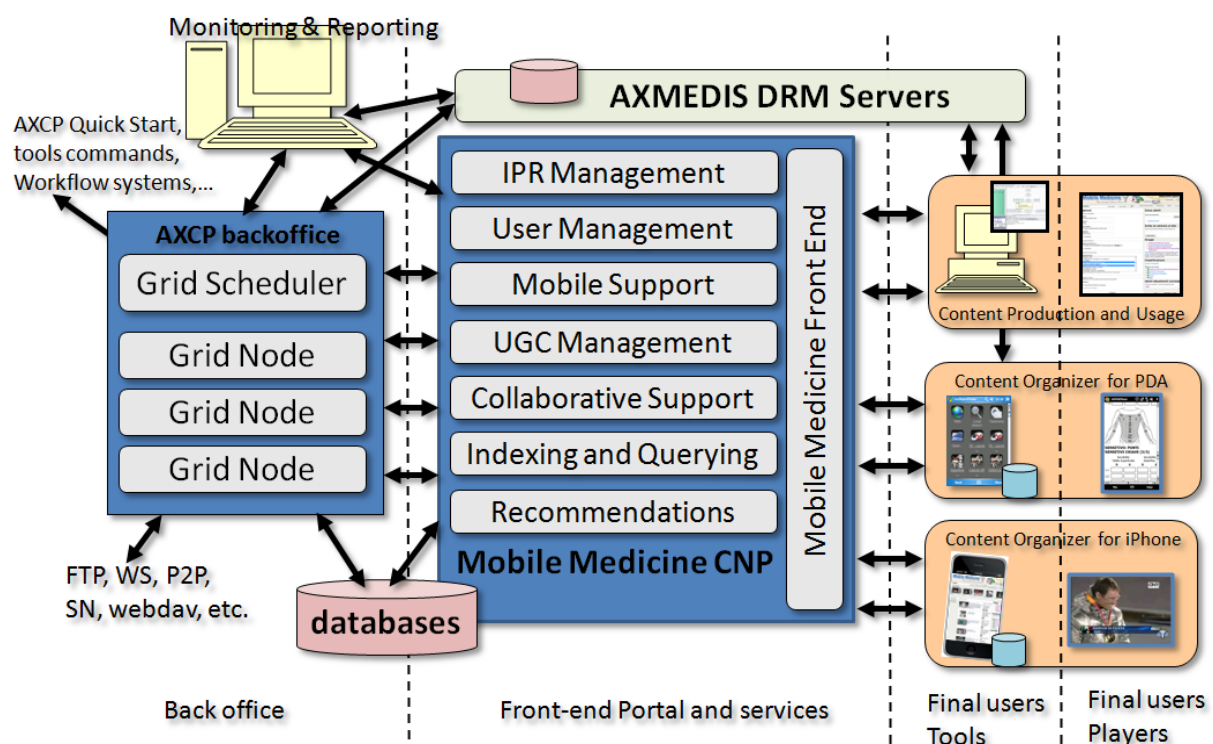 Monitoring & Reporting
AXMEDIS DRM Servers
AXCP Quick Start,
tools commands,
Workflow systems,...
AXCP backoffice
Grid Scheduler
Grid Node
Grid Node
Grid Node
FTP, WS, P2P,
SN, webdav, etc.
databases
IPR Management
User Management
Mobile Support
UGC Management
Collaborative Support
Indexing and Querying
Recommendations
Mobile Medicine CNP
Mobile Medicine Front End
Content Production and Usage
Content Organizer for PDA
Content Organizer for iPhone
Back office
Front-end Portal and services
Final users
Tools
Final users
Players